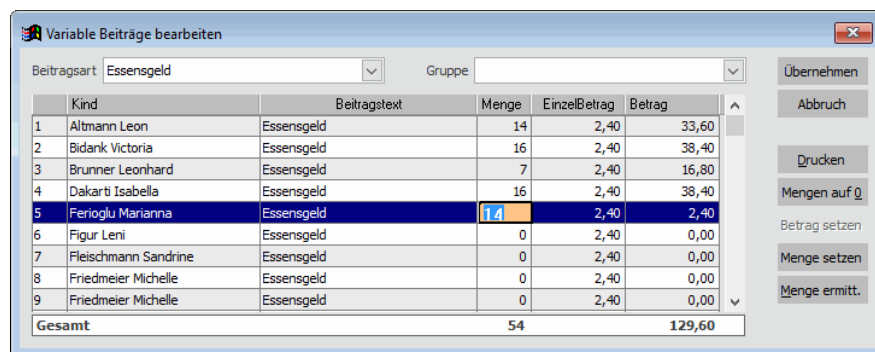 Variable Beiträge bearbeiten
Beitragsart Essensgeld Gruppe Übernehmen
Kind Beitragstext Menge EinzelBetrag Betrag Abbruch
1 Altmann Leon Essensgeld 14 2,40 33,60
2 Bidank Victoria Essensgeld 16 2,40 38,40
3 Brunner Leonhard Essensgeld 7 2,40 16,80 Drucken
4 Dakarti Isabella Essensgeld 16 2,40 38,40 Mengen auf 0
5 Ferioglu Marianna Essensgeld 14 2,40 2,40
6 Figur Leni Essensgeld 0 2,40 0,00 Betrag setzen
7 Fleischmann Sandrine Essensgeld 0 2,40 0,00 Menge setzen
8 Friedmeier Michelle Essensgeld 0 2,40 0,00
9 Friedmeier Michelle Essensgeld 0 2,40 0,00 Menge ermitt.
Gesamt 54 129,60